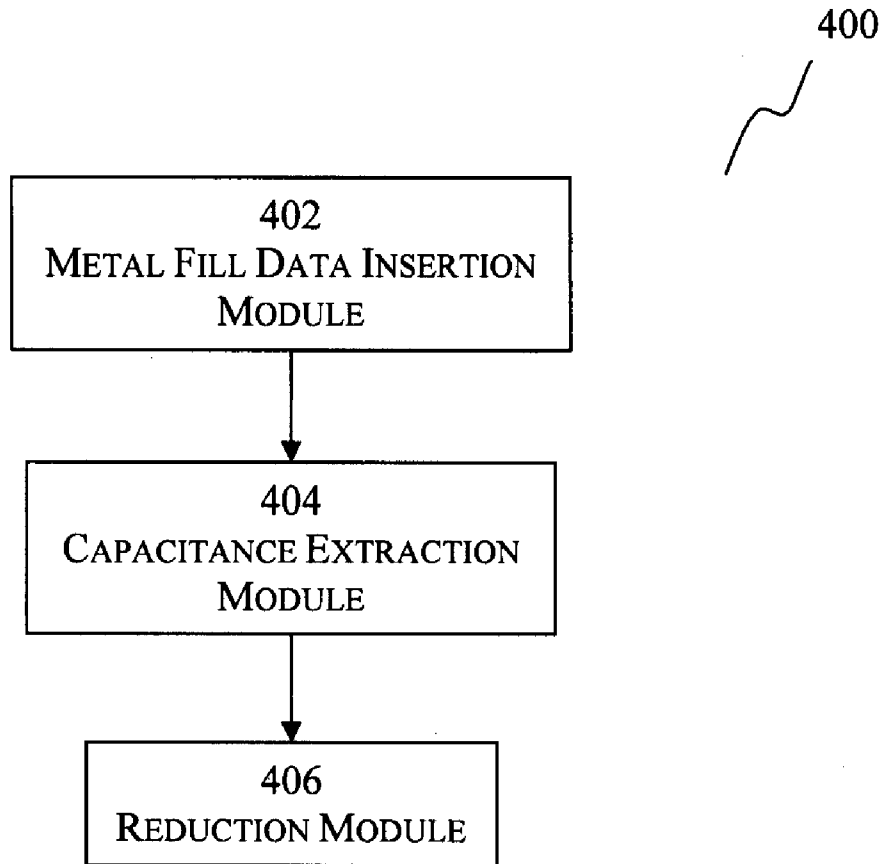 400
402
METAL FILL DATA INSERTION
MODULE
404
CAPACITANCE EXTRACTION
MODULE
406
REDUCTION MODULE